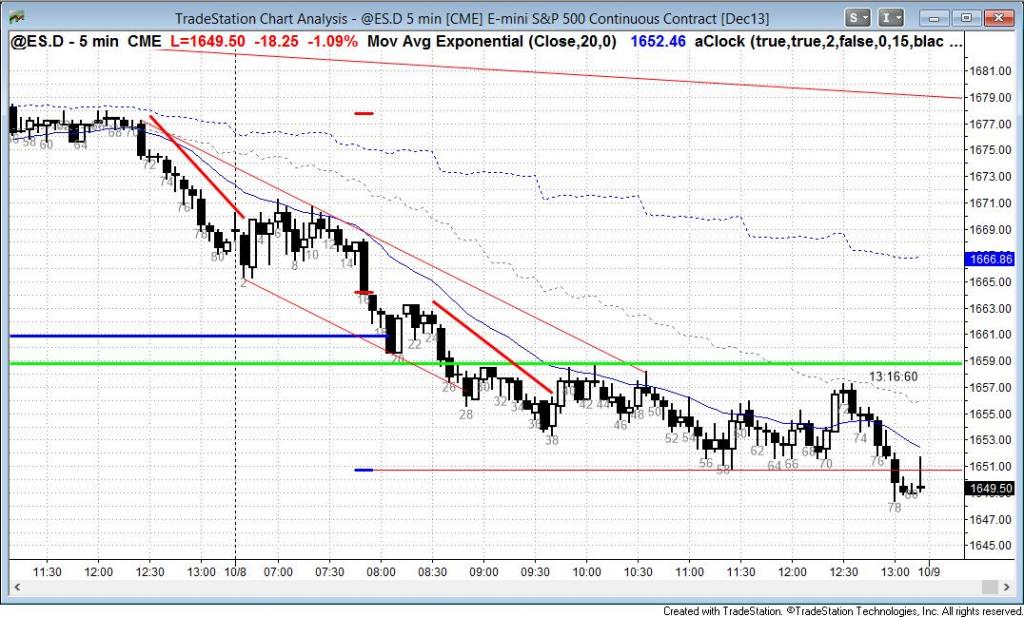 TradeStation Chart Analysis - @ES.D 5 min [CME] E-mini S&P 500 Continuous Contract [Dec13]
S I
@ES.D - 5 min CME L=1649.50 -18.25 -1.09% Mov Avg Exponential (Close,20,0) 1652.46 aClock (true,true,2,false,0,15,blac ...
1681.00
1679.00
1677.00
58 60 64 68
1675.00
72
74
1673.00
76
1671.00
78
1669.00
80 2 4 6 8 10 12 14
1667.00
1666.86
1665.00
16
1663.00
18 20 22 24
1661.00
1659.00
13:16:60
26 28 30 32 34 36 38
1657.00
42 44 46 48 50
1655.00
52 54 56 58
1653.00
62 64 66 68 70 72 74 76
1651.00
1649.50
78
1647.00
1645.00
11:30 12:00 12:30 13:00 10/8 07:00 07:30 08:00 08:30 09:00 09:30 10:00 10:30 11:00 11:30 12:00 12:30 13:00 10/9
Created with TradeStation. ©TradeStation Technologies, Inc. All rights reserved.